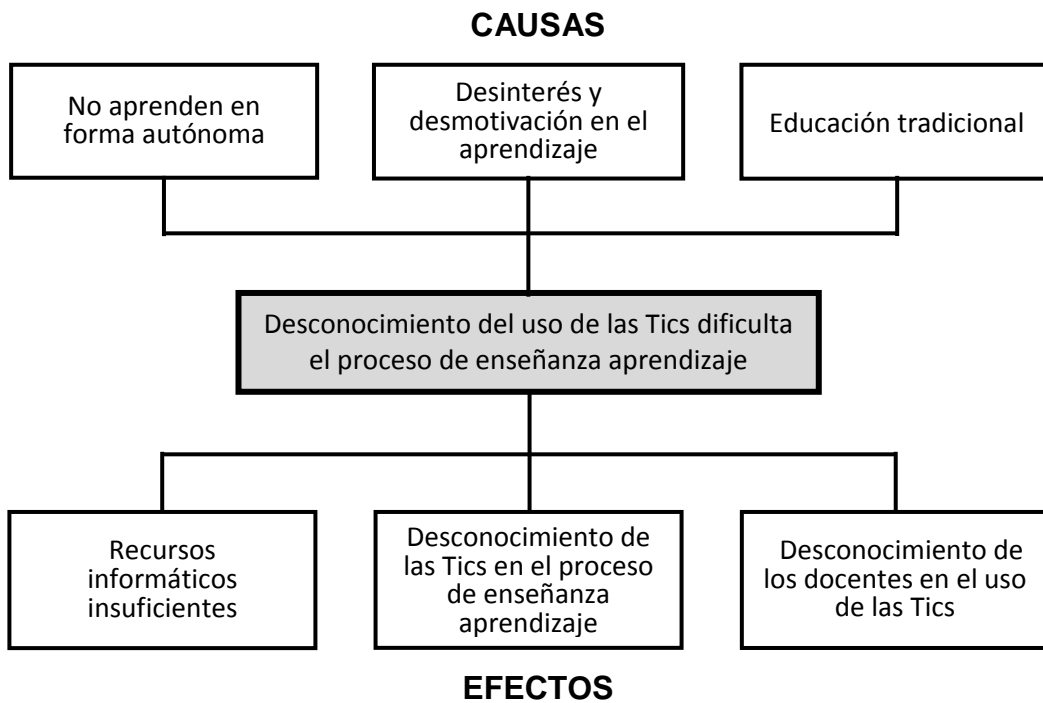 CAUSAS
No aprenden en
forma autónoma
Desinterés y
desmotivación en el
aprendizaje
Educación tradicional
Desconocimiento del uso de las Tics dificulta
el proceso de enseñanza aprendizaje
Recursos
informáticos
insuficientes
Desconocimiento de
las Tics en el proceso
de enseñanza
aprendizaje
Desconocimiento de
los docentes en el uso
de las Tics
EFECTOS